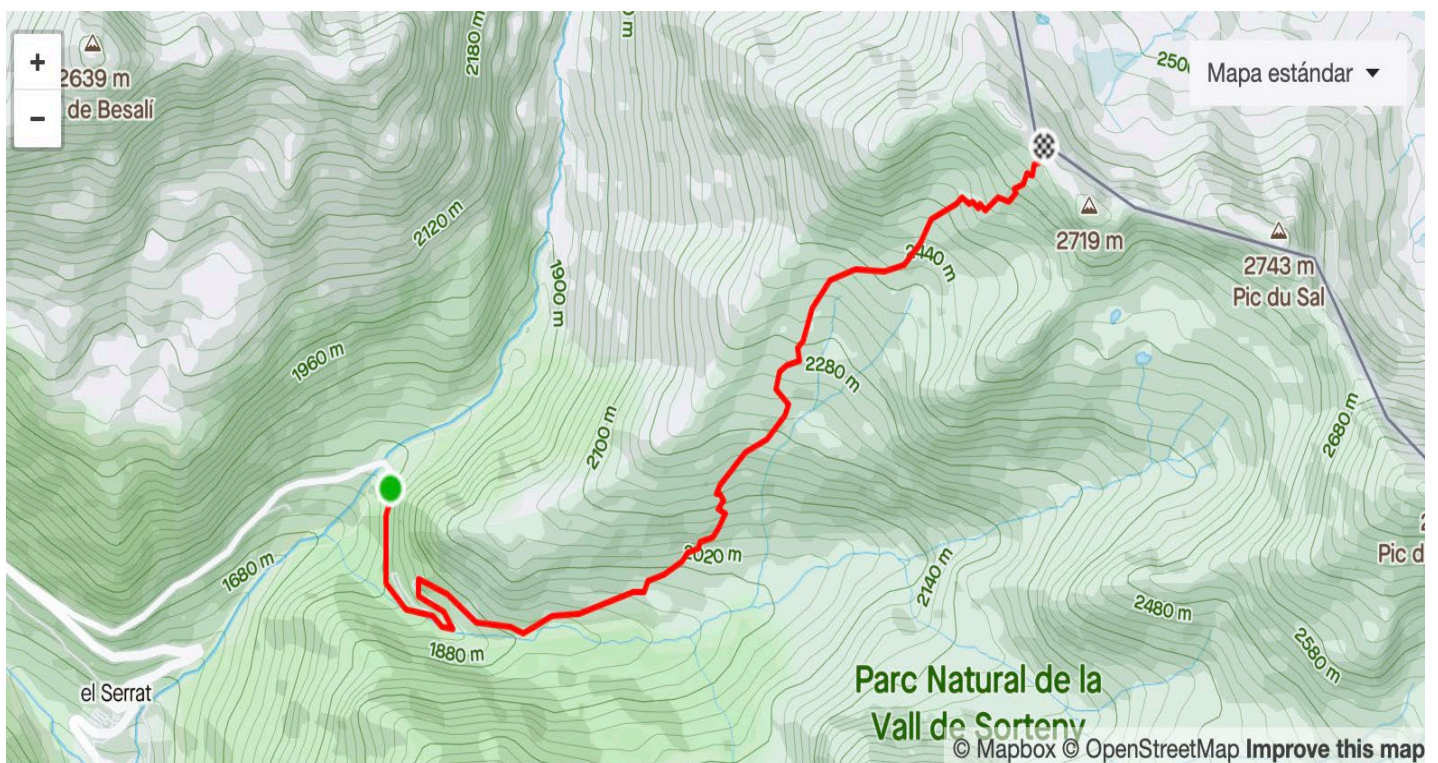 +
−
2639 m
de Besalí
2180 m
m
250
Mapa estándar
2120 m
1900 m
2719 m
2440 m
2743 m
Pic du Sal
1960 m
2280 m
2100 m
2680 m
1680 m
2020 m
2140 m
2
Pic d
2480 m
1880 m
2580 m
el Serrat
Parc Natural de la
Vall de Sorteny
© Mapbox © OpenStreetMap Improve this map